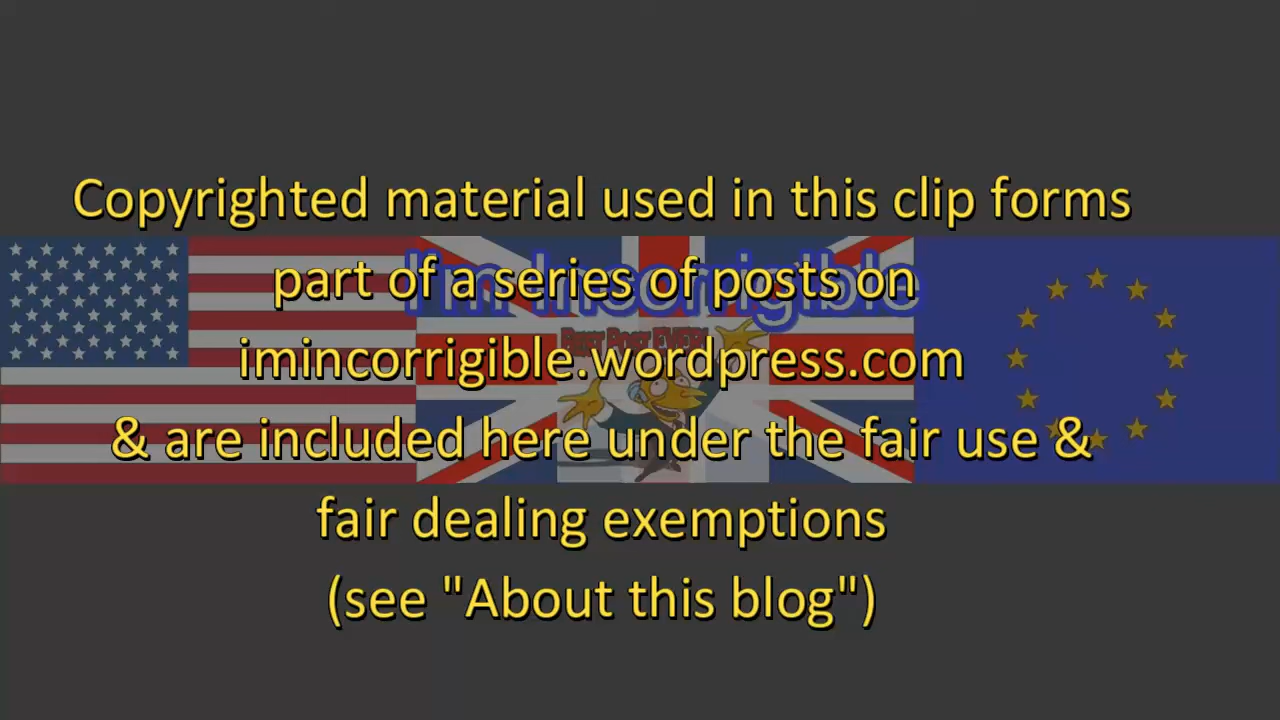 Copyrighted material used in this clip forms
part of a series of posts on
I'm Incorrigible
imincorrigible.wordpress.com
& are included here under the fair use &
fair dealing exemptions
(see "About this blog")